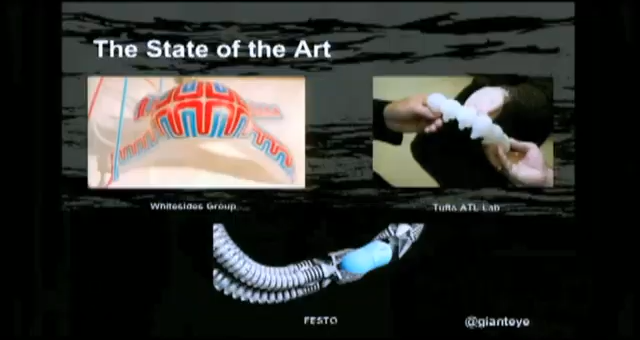 The State of the Art
Whitesides Group
Tufts ATL Lab
FESTO
@gianteye